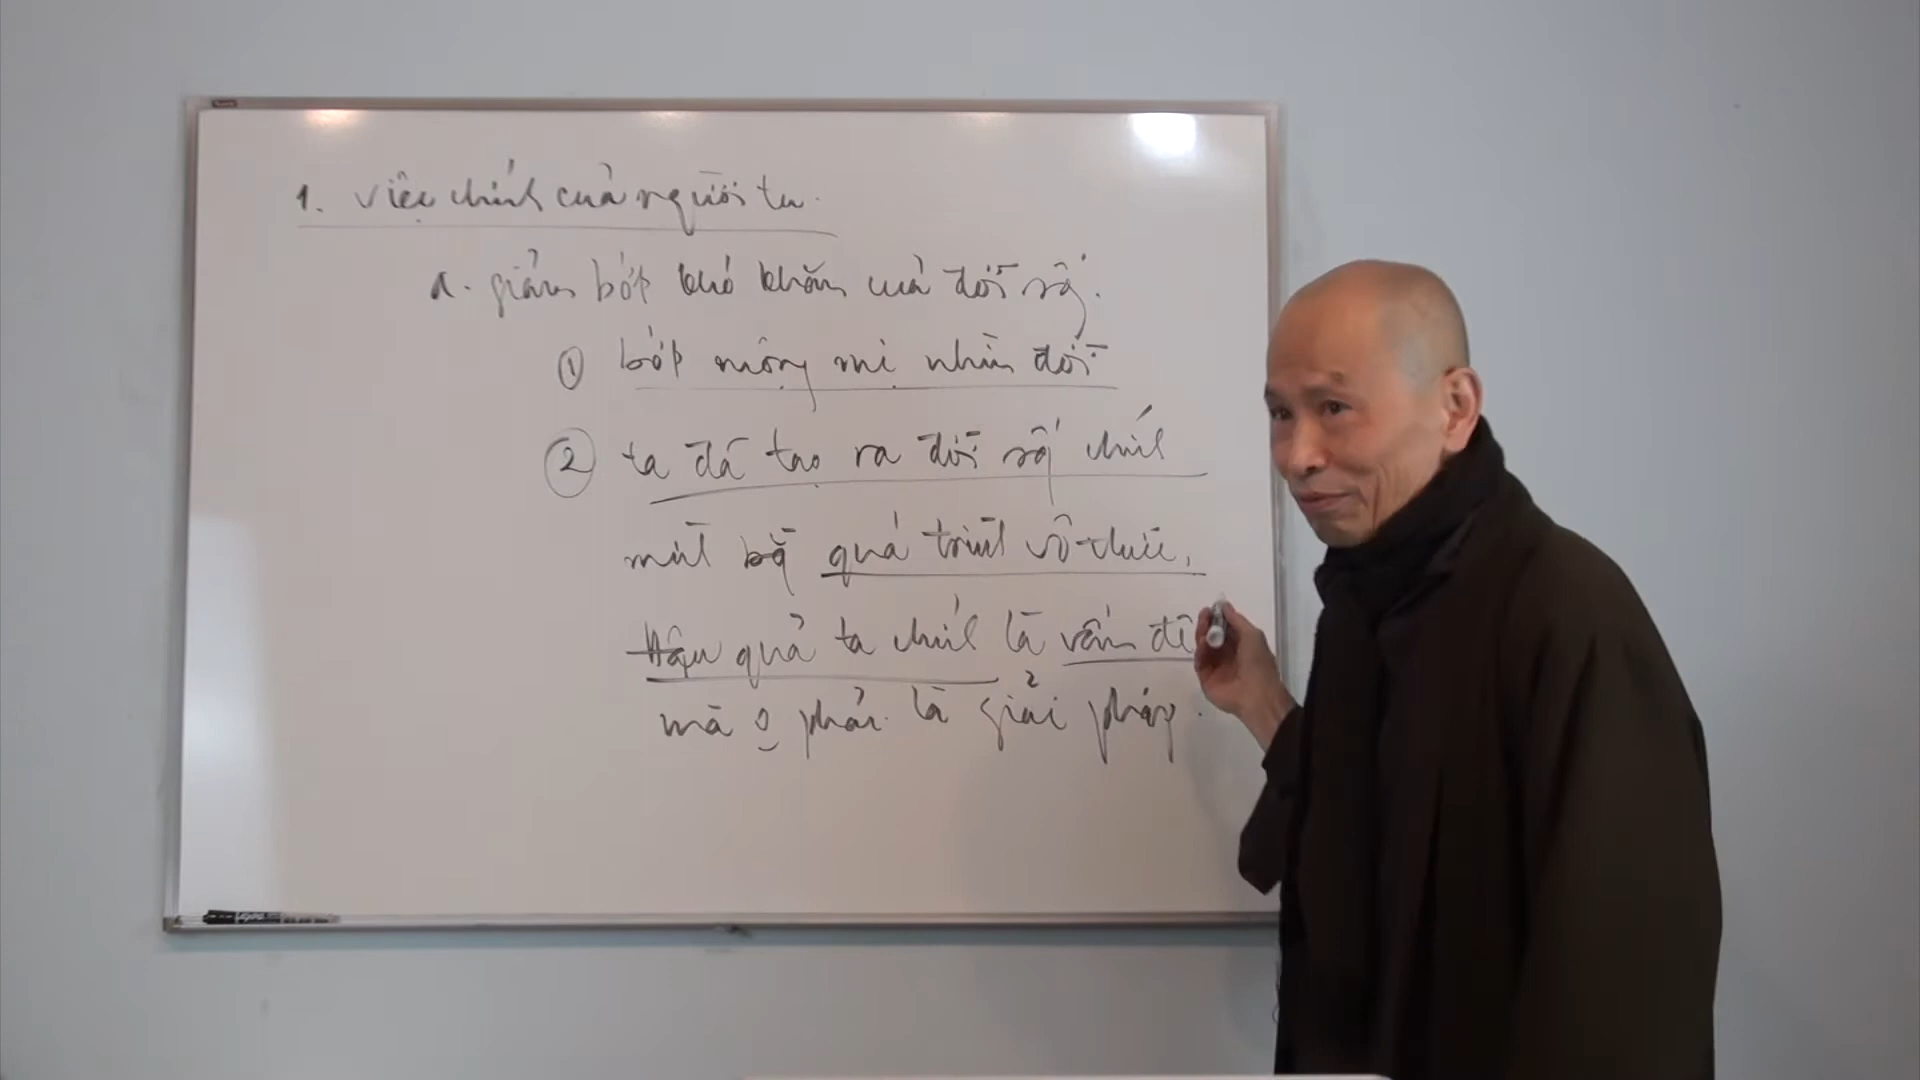 1. Việc chính của người tu.
a. giảm bớt khó khăn của đời sống.
① bớt mộng mị nhìn đời
② ta đã tạo ra đời sống chính
mình bằng quá trình vô thức,
Hậu quả ta chính là vấn đề
mà o phải là giải pháp.